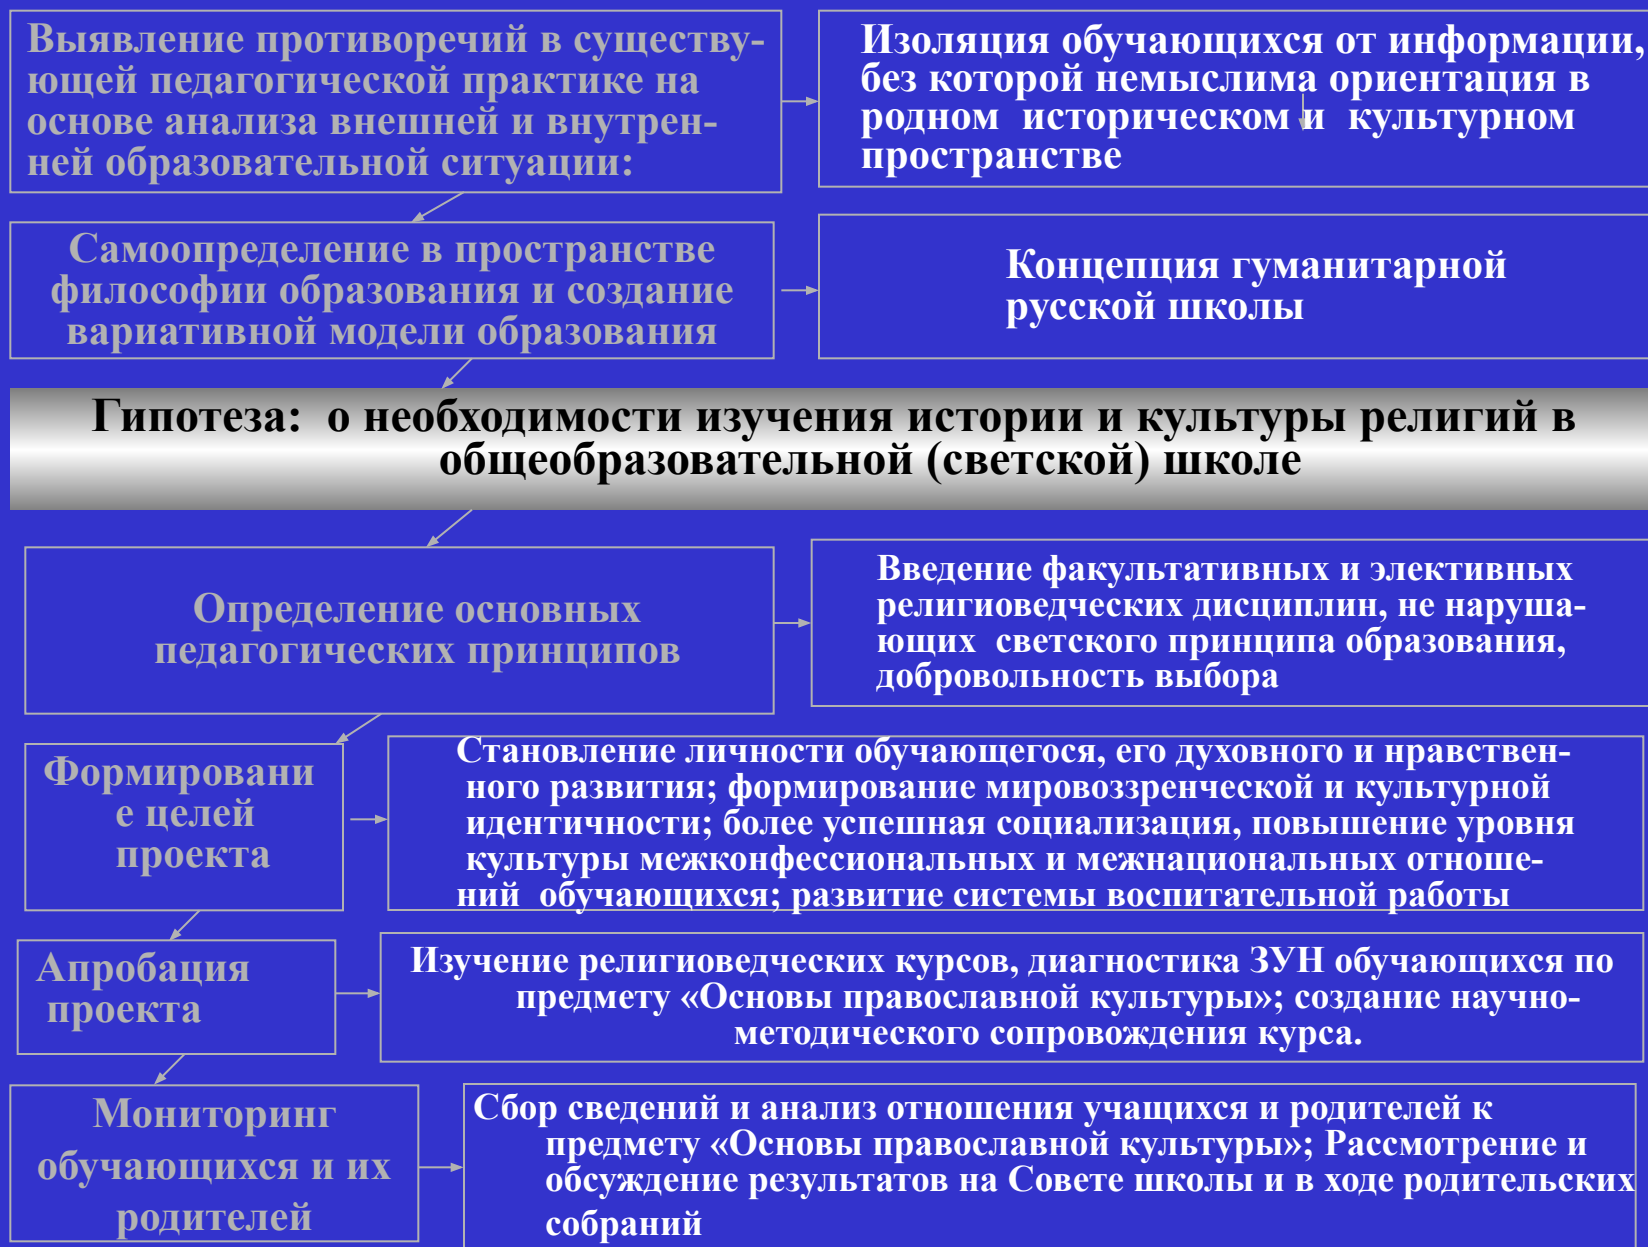 Выявление противоречий в существу-
ющей педагогической практике на
основе анализа внешней и внутрен-
ней образовательной ситуации:
Изоляция обучающихся от информации,
без которой немыслима ориентация в
родном историческом и культурном
пространстве
Самоопределение в пространстве
философии образования и создание
вариативной модели образования
Концепция гуманитарной
русской школы
Гипотеза: о необходимости изучения истории и культуры религий в
общеобразовательной (светской) школе
Определение основных
педагогических принципов
Введение факультативных и элективных
религиоведческих дисциплин, не наруша-
ющих светского принципа образования,
добровольность выбора
Формировани
е целей
проекта
Становление личности обучающегося, его духовного и нравствен-
ного развития; формирование мировоззренческой и культурной
идентичности; более успешная социализация, повышение уровня
культуры межконфессиональных и межнациональных отноше-
ний обучающихся; развитие системы воспитательной работы
Апробация
проекта
Изучение религиоведческих курсов, диагностика ЗУН обучающихся по
предмету «Основы православной культуры»; создание научно-
методического сопровождения курса.
Мониторинг
обучающихся и их
родителей
Сбор сведений и анализ отношения учащихся и родителей к
предмету «Основы православной культуры»; Рассмотрение и
обсуждение результатов на Совете школы и в ходе родительских
собраний